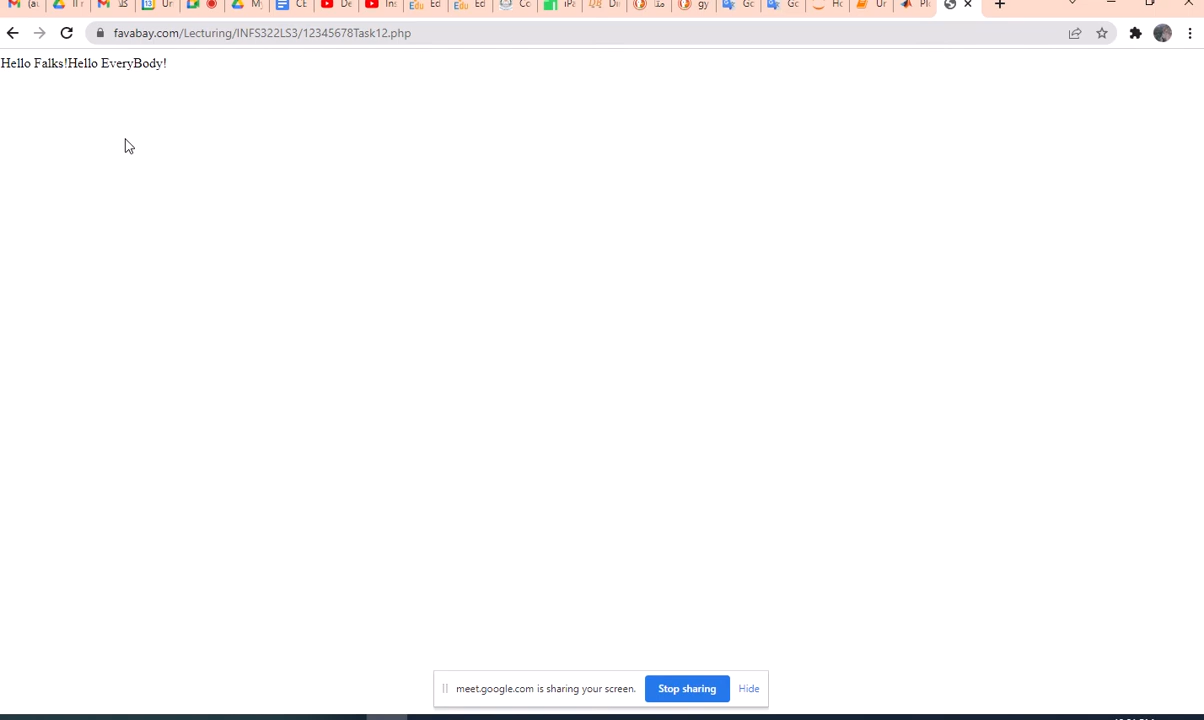 favabay.com/Lecturing/INFS322LS3/12345678Task12.php
Hello Falks!Hello EveryBody!
meet.google.com is sharing your screen.
Stop sharing
Hide